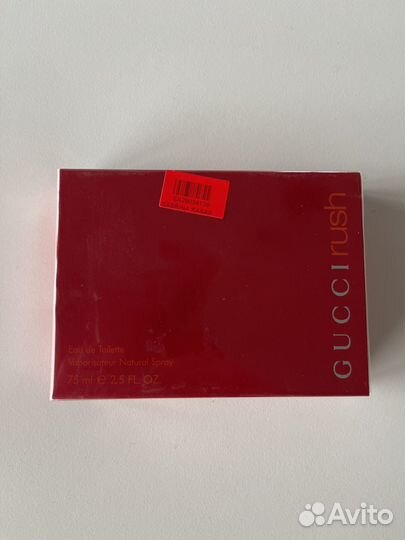 GUCCI rush
Eau de Toilette
Vaporisateur Natural Spray
75 ml e 2.5 FL.OZ
Avito